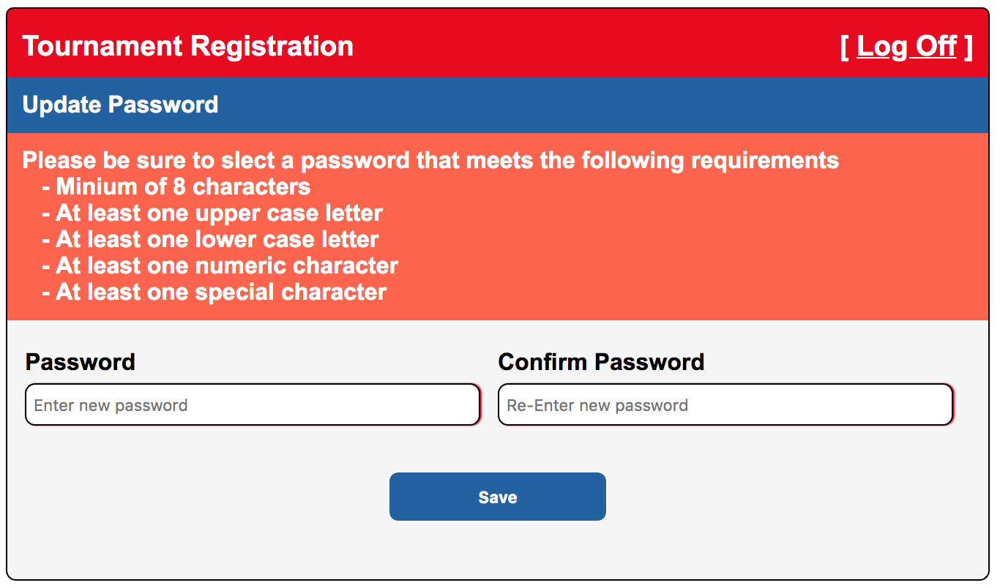 Tournament Registration [ Log Off ]
Update Password
Please be sure to slect a password that meets the following requirements
- Minium of 8 characters
- At least one upper case letter
- At least one lower case letter
- At least one numeric character
- At least one special character
Password Confirm Password
Enter new password Re-Enter new password
Save